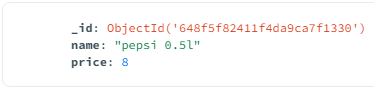 _id: ObjectId('648f5f82411f4da9ca7f1330')
name: "pepsi 0.5l"
price: 8